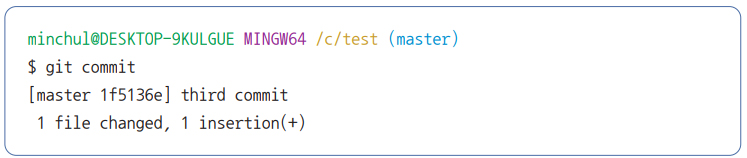 minchul@DESKTOP-9KULGUE MINGW64 /c/test (master)
$ git commit
[master 1f5136e] third commit
 1 file changed, 1 insertion(+)